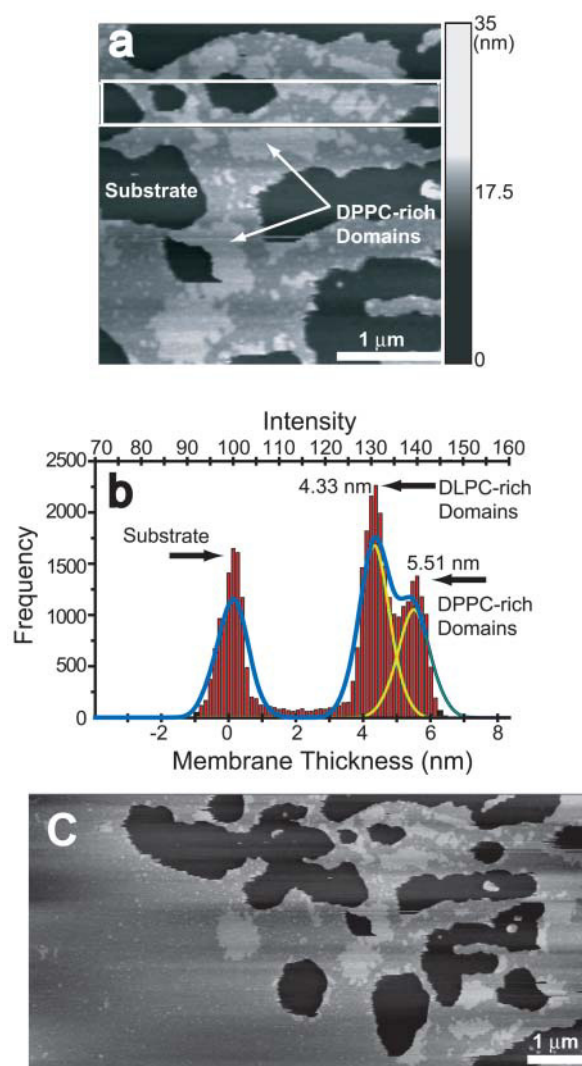 a
35
(nm)
Substrate
DPPC-rich
Domains
17.5
1 μm
0
Intensity
70 80 90 100 110 120 130 140 150 160
2500
b
4.33 nm
DLPC-rich
Domains
2000
Substrate
5.51 nm
1500
Frequency
DPPC-rich
Domains
1000
500
0
-2 0 2 4 6 8
Membrane Thickness (nm)
C
1 μm